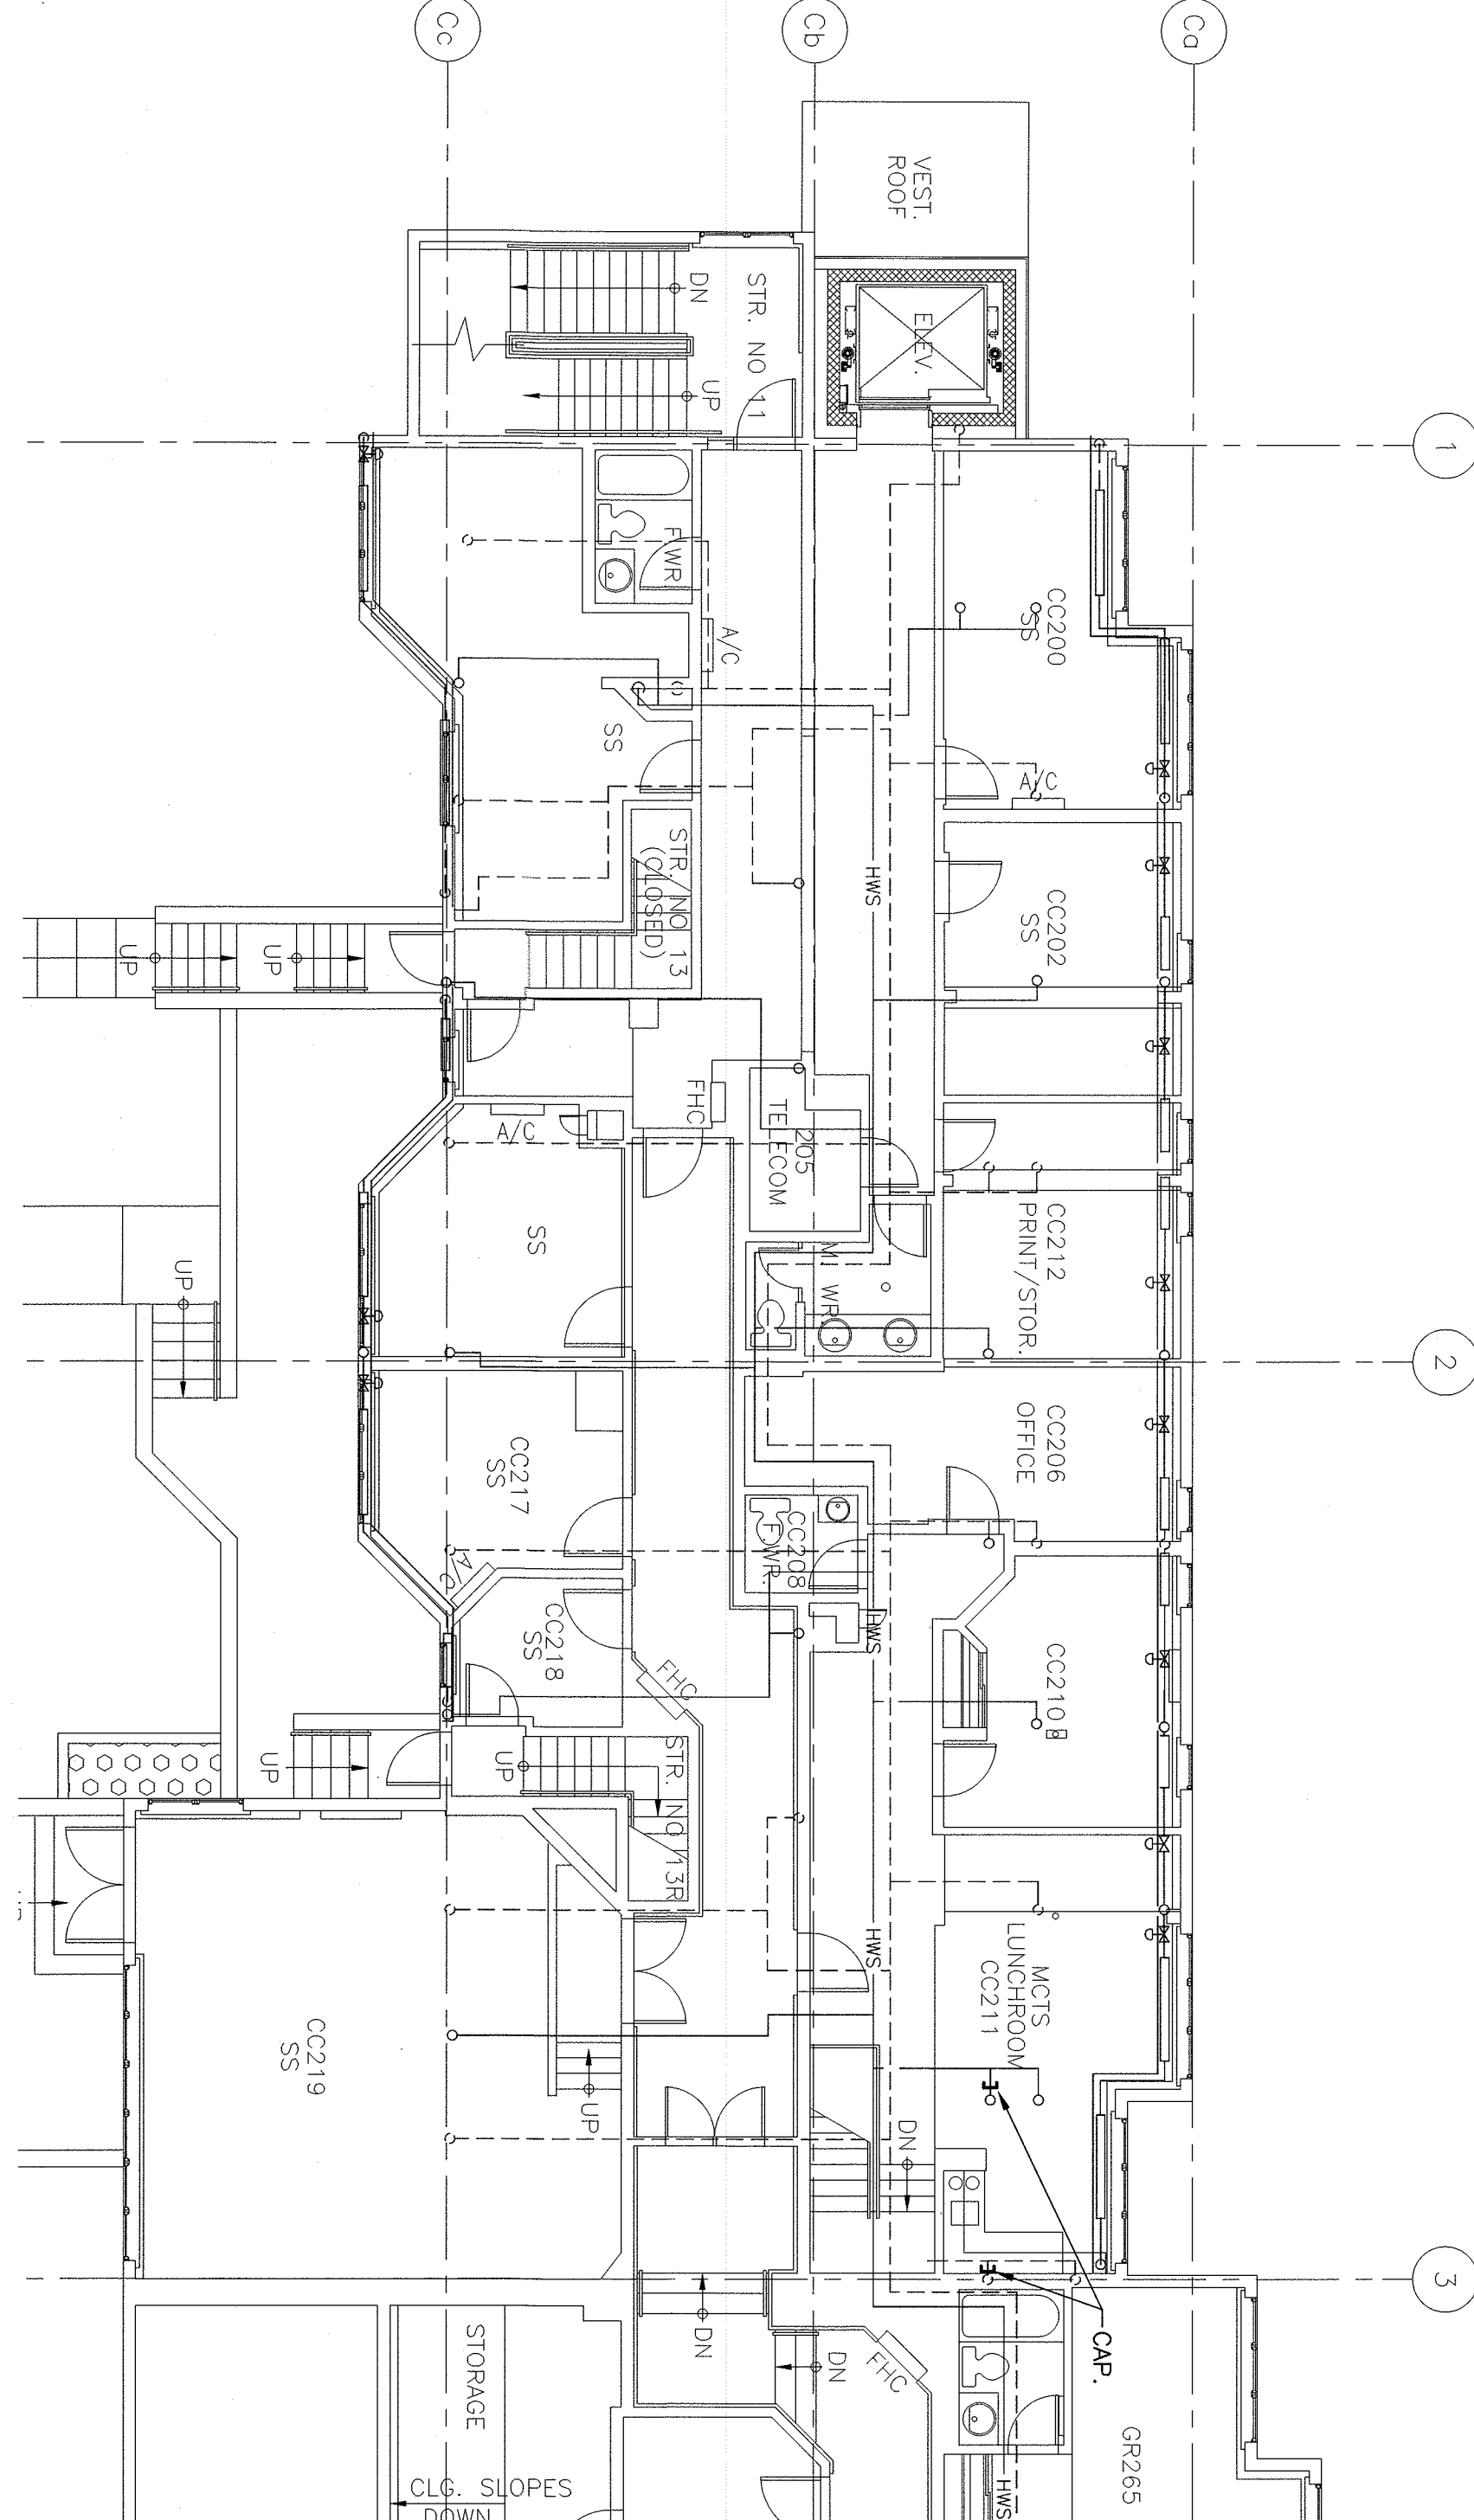 Cc
Cb
Ca
VEST.
ROOF
ELEV.
STR. NO 11
DN
UP
1
F.WR
A/C
CC200
SS
A/C
SS
STR. NO. 13
(CLOSED)
HWS
CC202
SS
UP
UP
FHC
A/C
205
TELECOM
SS
CC212
PRINT/STOR.
M. WR.
UP
2
CC206
OFFICE
CC217
SS
CC208
F.WR.
A/C
CC218
SS
FHC
HWS
CC210
UP
UP
STR. NO 13R
HWS
MCTS
LUNCHROOM
CC211
CC219
SS
UP
DN
3
CAP.
DN
DN
FHC
STORAGE
GR265
HWS
CLG. SLOPES
DOWN